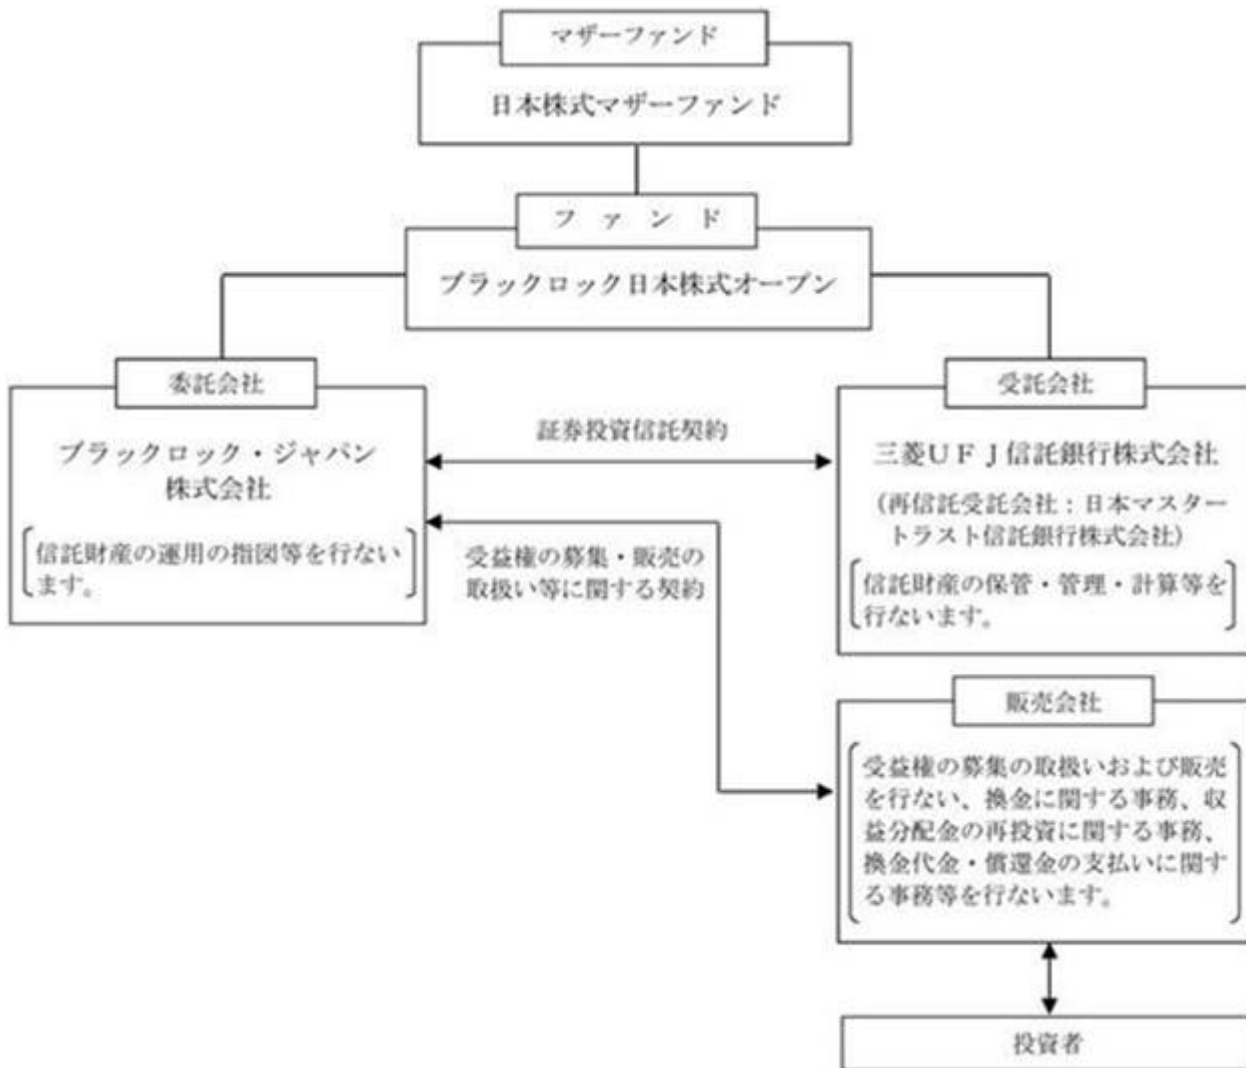 マザーファンド
日本株式マザーファンド
ファンド
ブラックロック日本株式オープン
委託会社
ブラックロック・ジャパン
株式会社
信託財産の運用の指図等を行ない
ます。
証券投資信託契約
受益権の募集・販売の
取扱い等に関する契約
受託会社
三菱ＵＦＪ信託銀行株式会社
（再信託受託会社：日本マスター
トラスト信託銀行株式会社）
信託財産の保管・管理・計算等を
行ないます。
販売会社
受益権の募集の取扱いおよび販売
を行ない、換金に関する事務、収
益分配金の再投資に関する事務、
換金代金・償還金の支払いに関す
る事務等を行ないます。
投資者